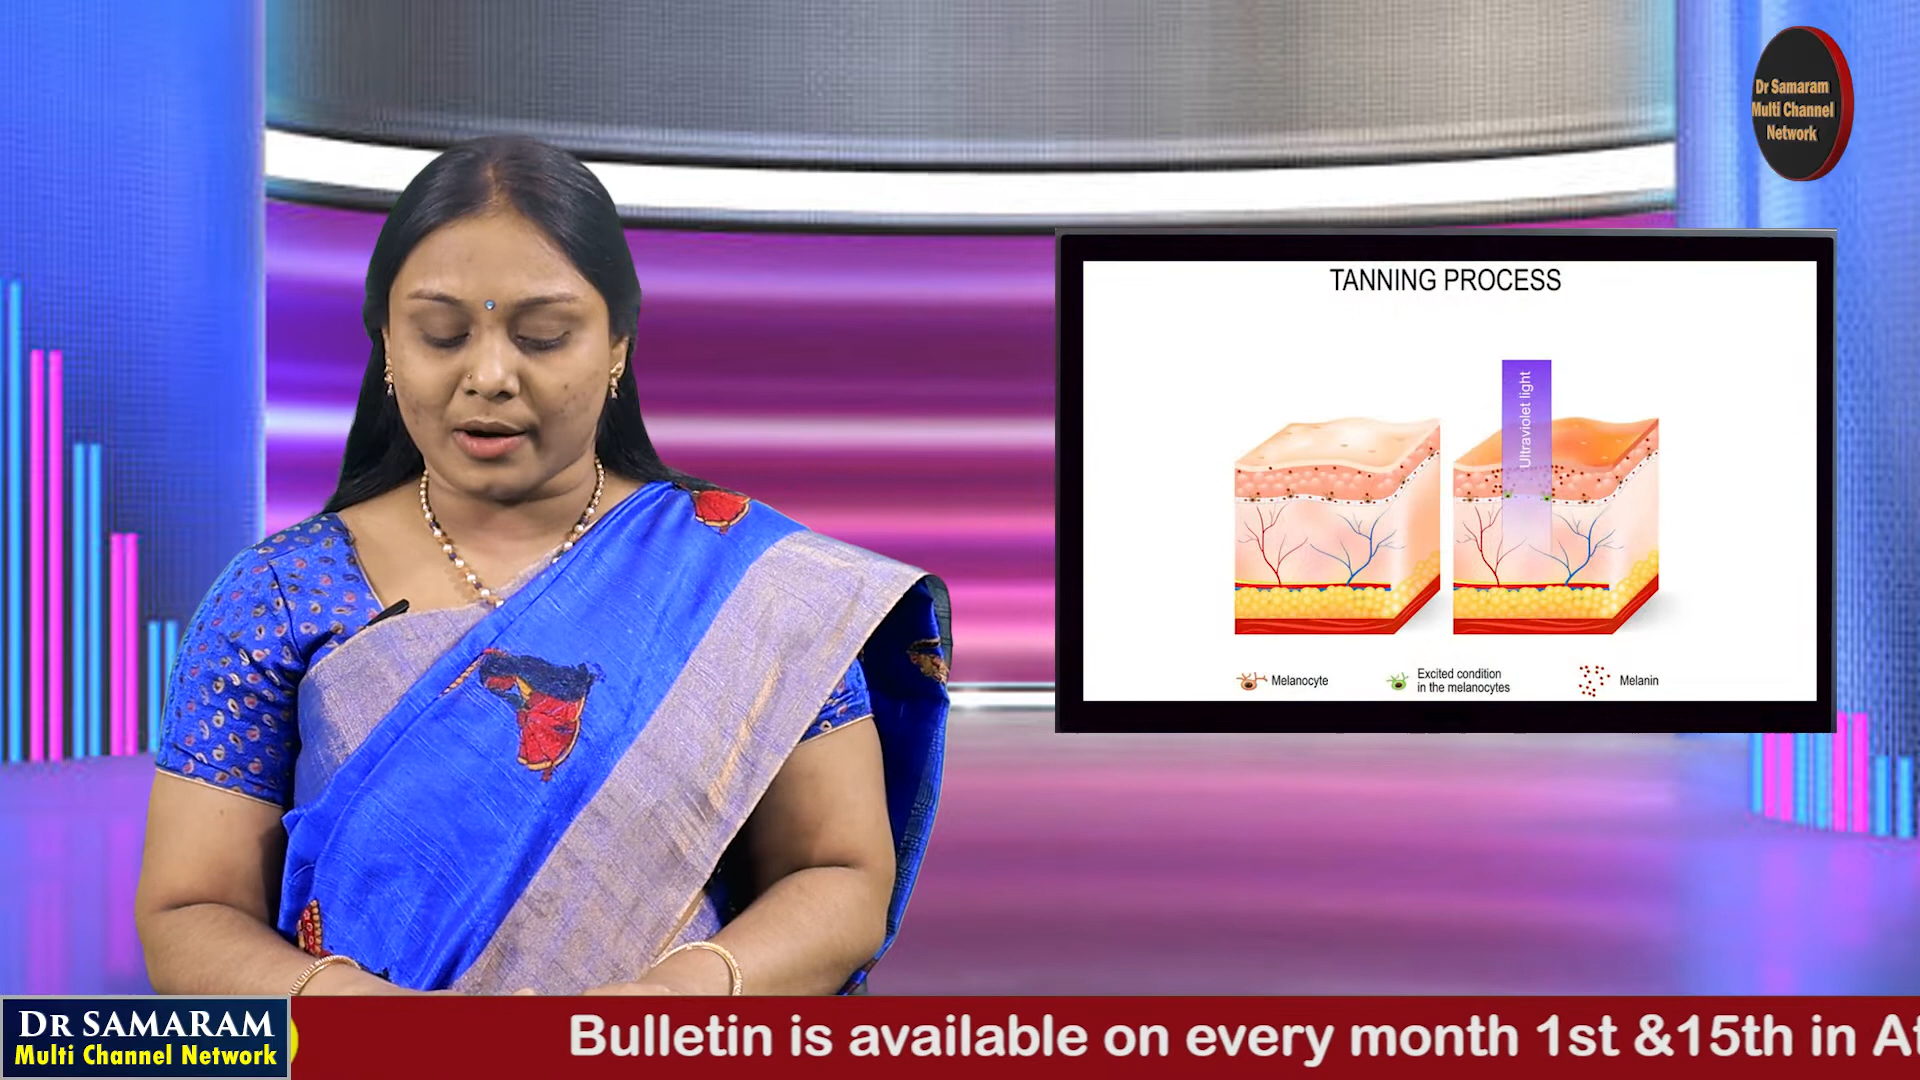 Dr Samaram
Multi Channel
Network
TANNING PROCESS
Ultraviolet light
Melanocyte
Excited condition
in the melanocytes
Melanin
DR SAMARAM
Multi Channel Network
Bulletin is available on every month 1st &15th in